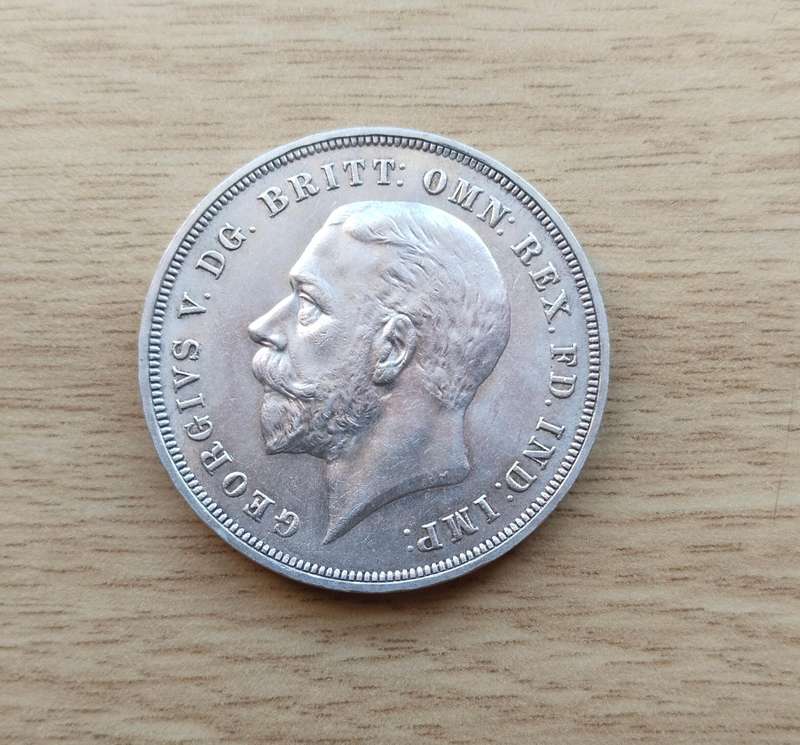 GEORGIVS V. DG. BRITT: OMN: REX. FD. IND: IMP: